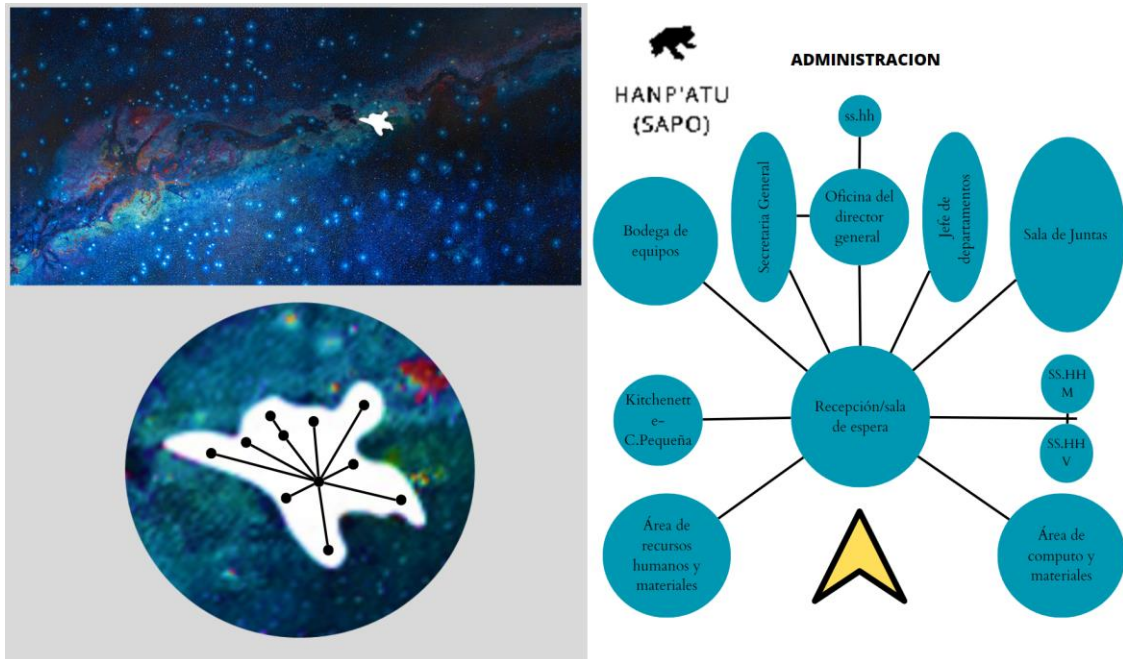 HANP'ATU
(SAPO)
ADMINISTRACION
ss.hh
Secretaria General
Oficina del
director
general
Jefe de
departamentos
Bodega de
equipos
Sala de Juntas
Kitchenett
e-
C.Pequeña
Recepción/sala
de espera
SS.HH
M
SS.HH
V
Área de
recursos
humanos y
materiales
Área de
computo y
materiales